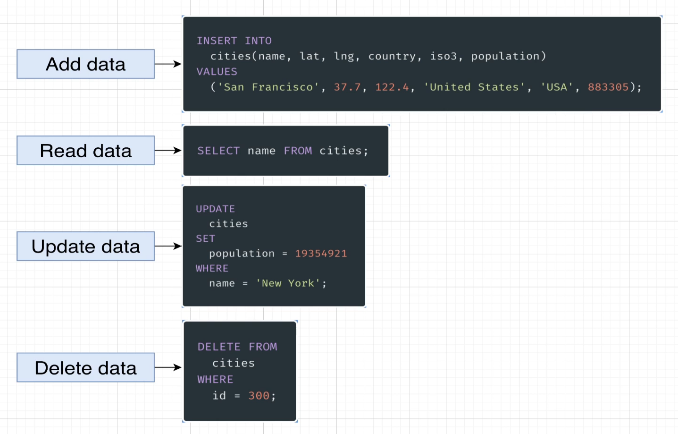 Add data
INSERT INTO
cities(name, lat, lng, country, iso3, population)
VALUES
('San Francisco', 37.7, 122.4, 'United States', 'USA', 883305);
Read data
SELECT name FROM cities;
Update data
UPDATE
cities
SET
population = 19354921
WHERE
name = 'New York';
Delete data
DELETE FROM
cities
WHERE
id = 300;